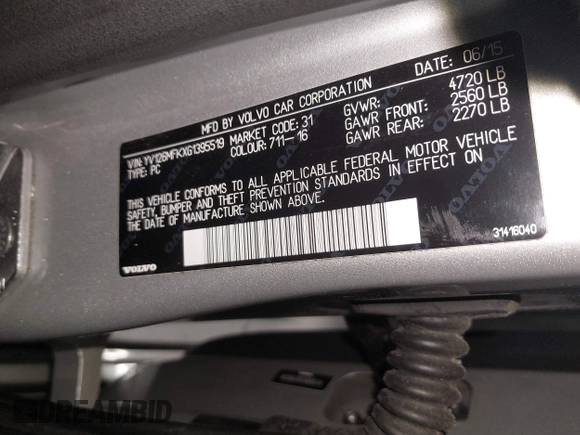 MFD BY VOLVO CAR CORPORATION DATE: 06/15
VIN: YV126MFKXG1395519 MARKET CODE: 31 GVWR: 4720 LB
TYPE: PC COLOUR: 711-16 GAWR FRONT: 2560 LB
GAWR REAR: 2270 LB
THIS VEHICLE CONFORMS TO ALL APPLICABLE FEDERAL MOTOR VEHICLE
SAFETY, BUMPER AND THEFT PREVENTION STANDARDS IN EFFECT ON
THE DATE OF MANUFACTURE SHOWN ABOVE.
VOLVO
31416040
DREAMBID